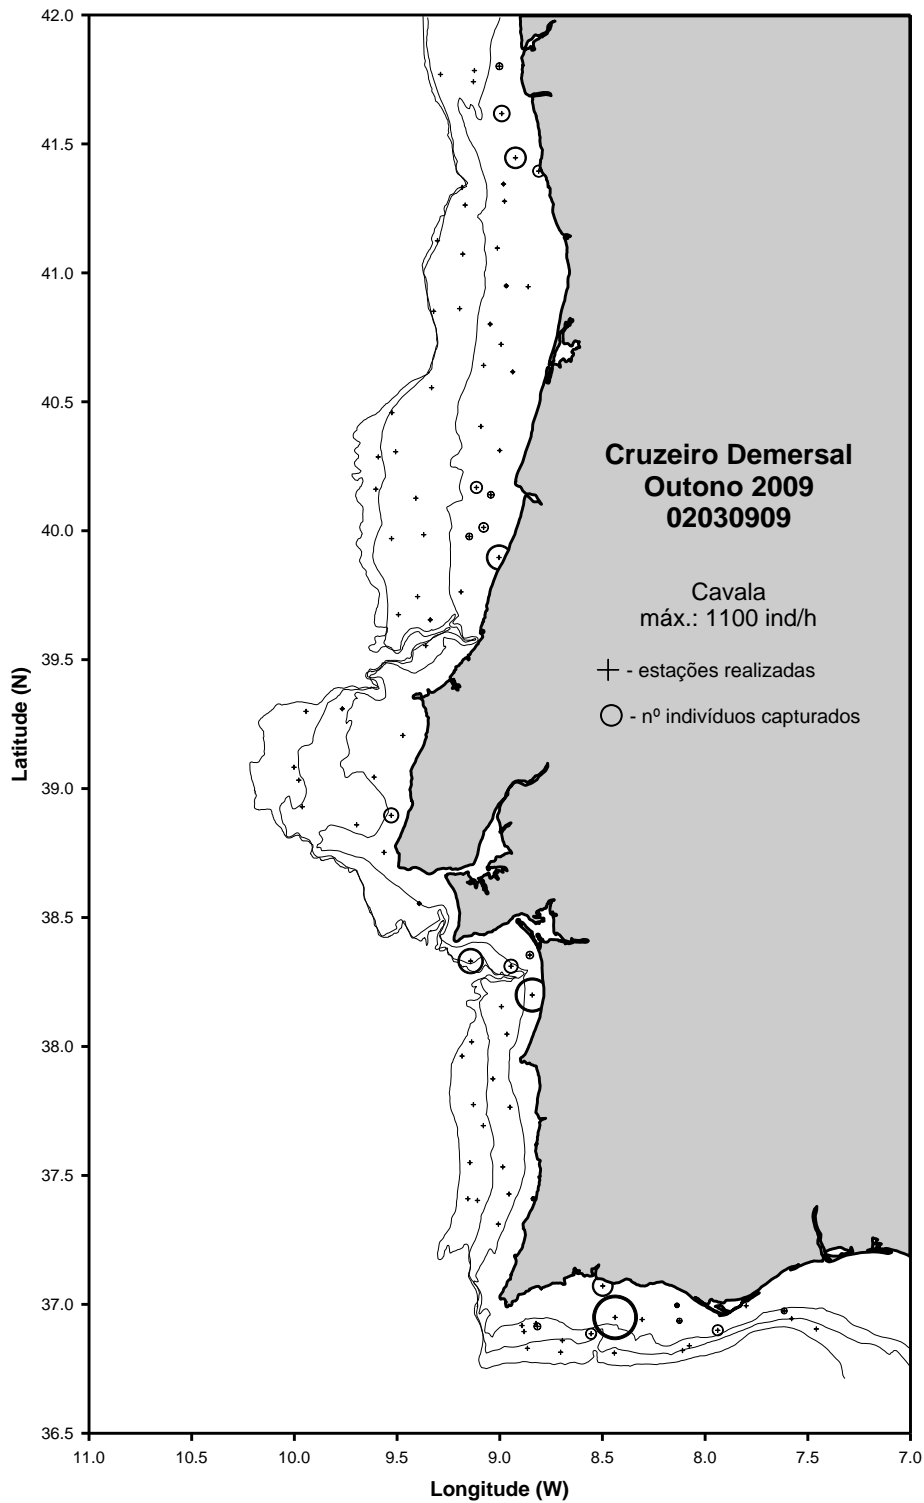 42.0
41.5
41.0
40.5
40.0
39.5
39.0
38.5
38.0
37.5
37.0
36.5
Latitude (N)
Cruzeiro Demersal
Outono 2009
02030909
Cavala
máx.: 1100 ind/h
- estações realizadas
- nº indivíduos capturados
11.0 10.5 10.0 9.5 9.0 8.5 8.0 7.5 7.0
Longitude (W)